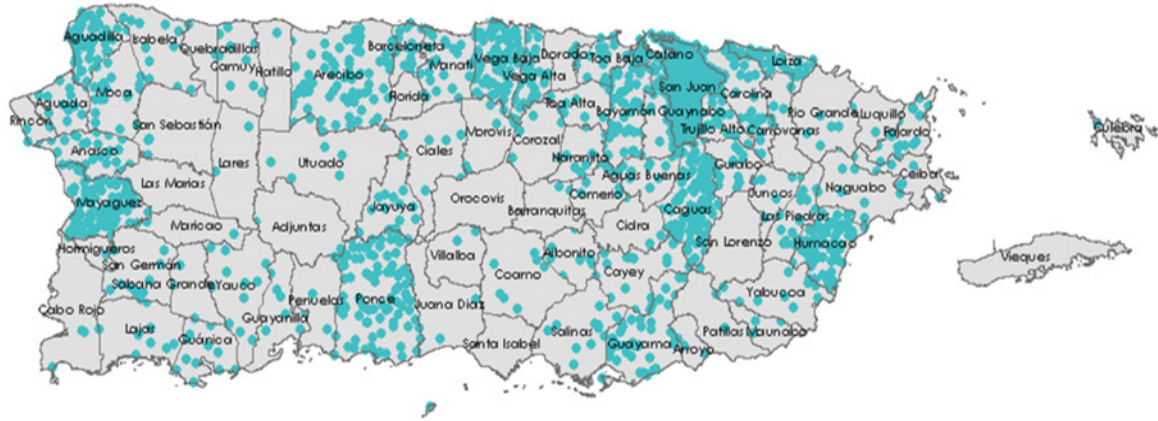 Aguadilla
Isabela
Quebradillas
Camuy
Hatillo
Arecibo
Barceloneta
Manati
Florida
Vega Baja
Vega Alta
Dorado
Toa Baja
Catano
San Juan
Loiza
Aguada
Moca
Rincon
San Sebastián
Toa Alta
Bayamón
Guaynabo
Carolina
Trujillo Alto
Canovanas
Rio Grande
Luquillo
Fajardo
Culebra
Anasco
Lares
Utuado
Ciales
Morovis
Corozal
Naranjito
Aguas Buenas
Gurabo
Ceiba
Las Marias
Mayaguez
Maricao
Adjuntas
Jayuya
Orocovis
Barranquitas
Comerio
Cidra
Caguas
Juncos
Las Piedras
Naguabo
Humacao
San Lorenzo
Hormigueros
San Germán
Sabana Grande
Yauco
Villalba
Coamo
Aibonito
Cayey
Yabucoa
Vieques
Cabo Rojo
Lajas
Guánica
Guayanilla
Penuelas
Ponce
Juana Diaz
Santa Isabel
Salinas
Guayama
Arroyo
Patillas
Maunabo